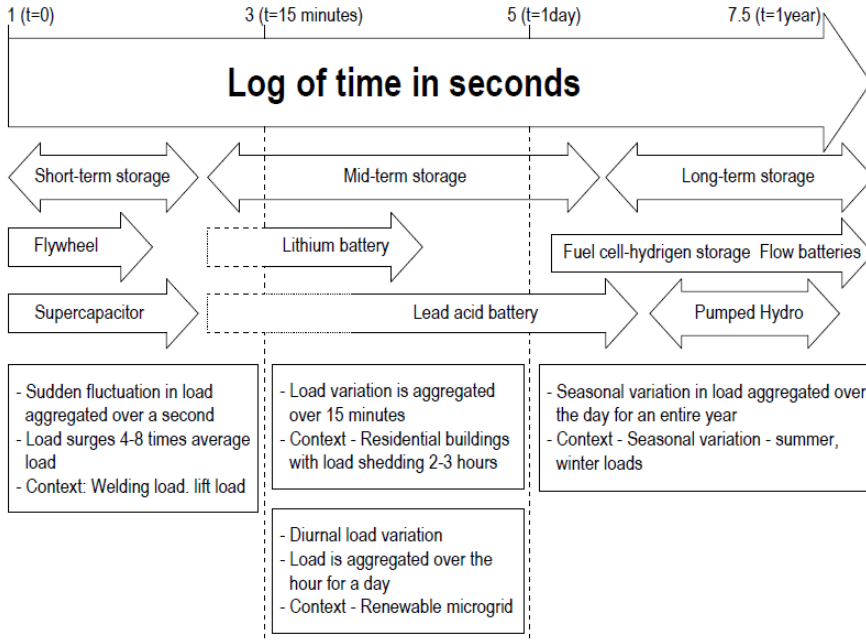 1 (t=0)
3 (t=15 minutes)
5 (t=1day)
7.5 (t=1year)
Log of time in seconds
Short-term storage
Mid-term storage
Long-term storage
Flywheel
Lithium battery
Fuel cell-hydrigen storage Flow batteries
Supercapacitor
Lead acid battery
Pumped Hydro
- Sudden fluctuation in load
aggregated over a second
- Load surges 4-8 times average
load
- Context: Welding load. lift load
- Load variation is aggregated
over 15 minutes
- Context - Residential buildings
with load shedding 2-3 hours
- Seasonal variation in load aggregated over
the day for an entire year
- Context - Seasonal variation - summer,
winter loads
- Diurnal load variation
- Load is aggregated over the
hour for a day
- Context - Renewable microgrid